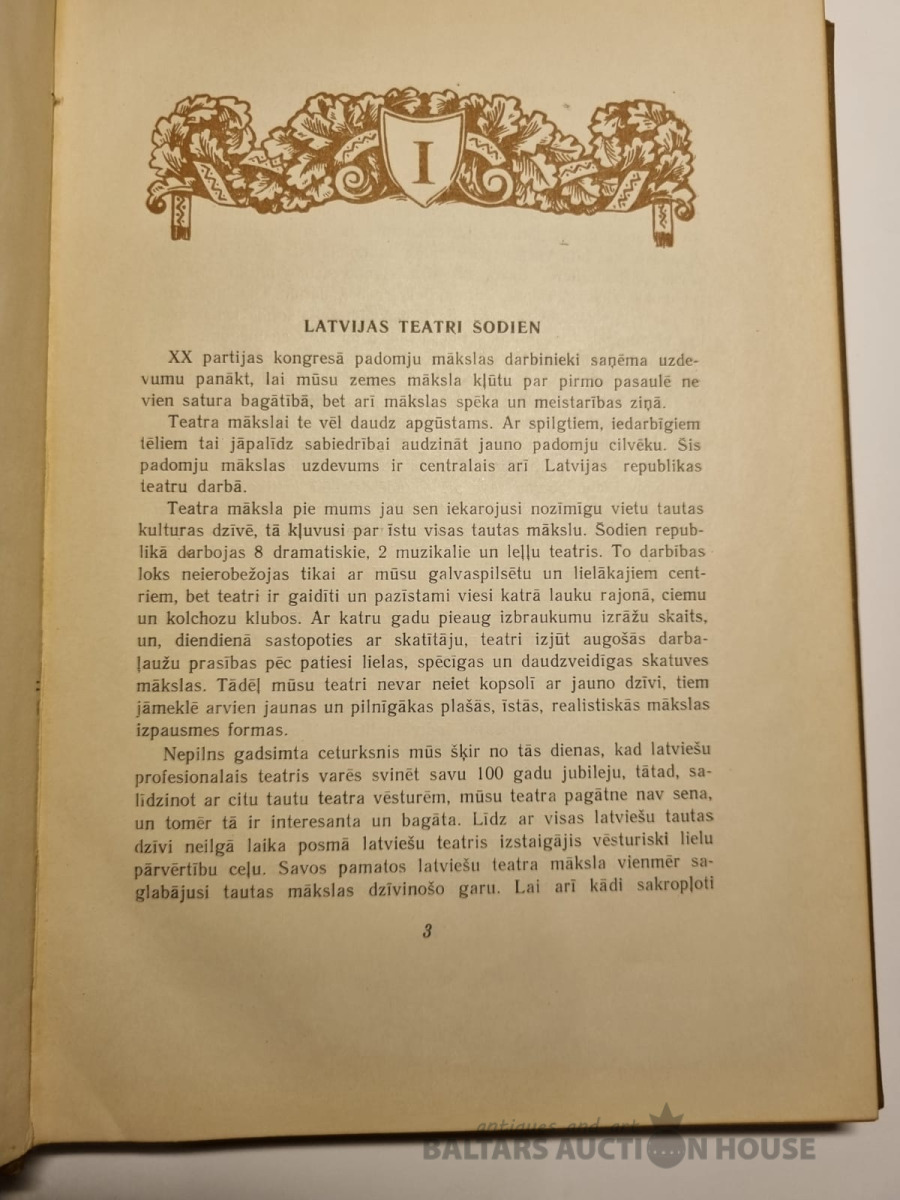 I
LATVIJAS TEATRI SODIEN
XX partijas kongresā padomju mākslas darbinieki saņēma uzde-
vumu panākt, lai mūsu zemes māksla kļūtu par pirmo pasaulē ne
vien satura bagātībā, bet arī mākslas spēka un meistarības ziņā.
Teatra mākslai te vēl daudz apgūstams. Ar spilgtiem, iedarbīgiem
tēliem tai jāpalīdz sabiedrībai audzināt jauno padomju cilvēku. Sis
padomju mākslas uzdevums ir centralais arī Latvijas republikas
teatru darbā.
Teatra māksla pie mums jau sen iekarojusi nozīmīgu vietu tautas
kulturas dzīvē, tā kļuvusi par īstu visas tautas mākslu. Sodien repub-
likā darbojas 8 dramatiskie, 2 muzikalie un leļļu teatris. To darbības
loks neierobežojas tikai ar mūsu galvaspilsētu un lielākajiem cent-
riem, bet teatri ir gaidīti un pazīstami viesi katrā lauku rajonā, ciemu
un kolchozu klubos. Ar katru gadu pieaug izbraukumu izrāžu skaits,
un, diendienā sastopoties ar skatītāju, teatri izjūt augošās darba-
ļaužu prasības pēc patiesi lielas, spēcīgas un daudzveidīgas skatuves
mākslas. Tādēļ mūsu teatri nevar neiet kopsolī ar jauno dzīvi, tiem
jāmeklē arvien jaunas un pilnīgākas plašās, īstās, realistiskās mākslas
izpausmes formas.
Nepilns gadsimta ceturksnis mūs šķir no tās dienas, kad latviešu
profesionalais teatris varēs svinēt savu 100 gadu jubileju, tātad, sa-
līdzinot ar citu tautu teatra vēsturēm, mūsu teatra pagātne nav sena,
un tomēr tā ir interesanta un bagāta. Līdz ar visas latviešu tautas
dzīvi neilgā laika posmā latviešu teatris izstaigājis vēsturiski lielu
pārvērtību ceļu. Savos pamatos latviešu teatra māksla vienmēr sa-
glabājusi tautas mākslas dzīvinošo garu. Lai arī kādi sakropļoti
3
antiques and art
BALTARS AUCTION HOUSE